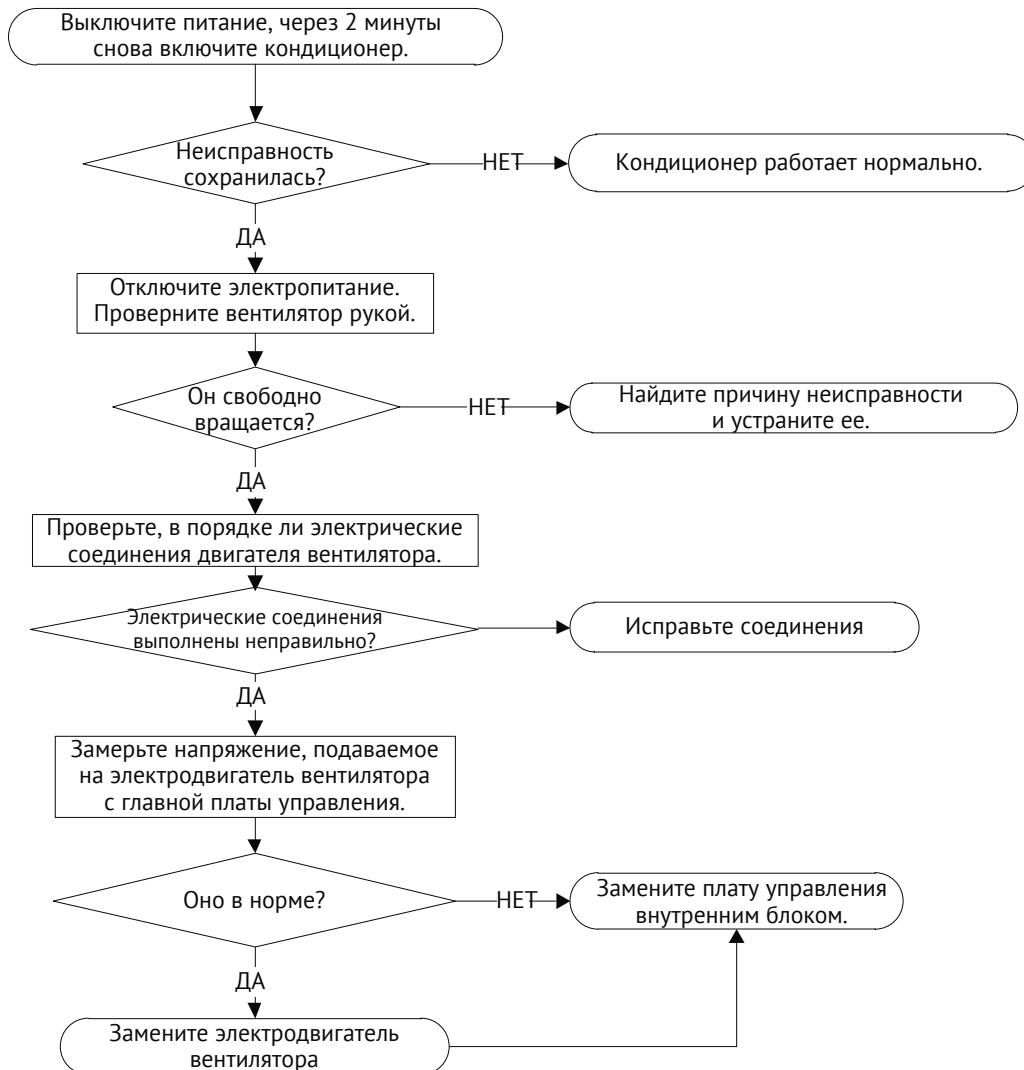 Выключите питание, через 2 минуты
снова включите кондиционер.
Неисправность
сохранилась?
НЕТ
Кондиционер работает нормально.
ДА
Отключите электропитание.
Проверните вентилятор рукой.
Он свободно
вращается?
НЕТ
Найдите причину неисправности
и устраните ее.
ДА
Проверьте, в порядке ли электрические
соединения двигателя вентилятора.
Электрические соединения
выполнены неправильно?
Исправьте соединения
ДА
Замерьте напряжение, подаваемое
на электродвигатель вентилятора
с главной платы управления.
Оно в норме?
НЕТ
Замените плату управления
внутренним блоком.
ДА
Замените электродвигатель
вентилятора